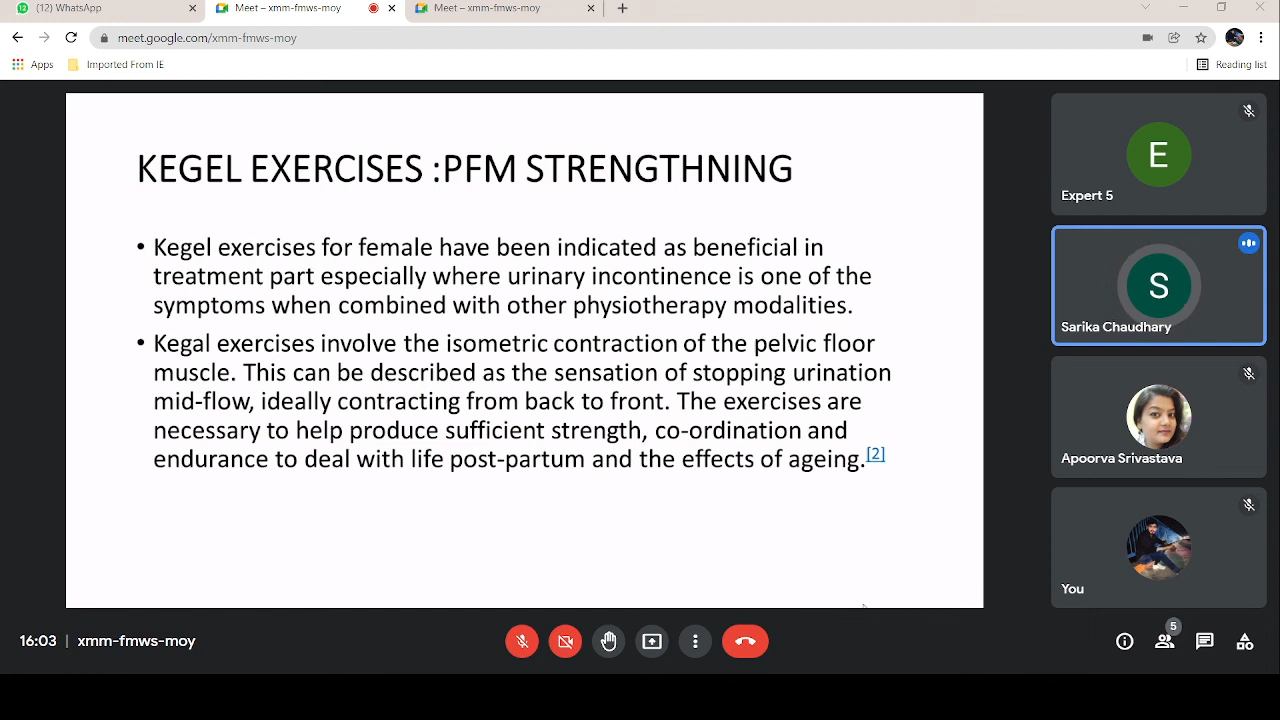 (12) WhatsApp
Meet – xmm-fmws-moy
Meet – xmm-fmws-moy
meet.google.com/xmm-fmws-moy
Apps
Imported From IE
Reading list
KEGEL EXERCISES :PFM STRENGTHNING
• Kegel exercises for female have been indicated as beneficial in
treatment part especially where urinary incontinence is one of the
symptoms when combined with other physiotherapy modalities.
• Kegal exercises involve the isometric contraction of the pelvic floor
muscle. This can be described as the sensation of stopping urination
mid-flow, ideally contracting from back to front. The exercises are
necessary to help produce sufficient strength, co-ordination and
endurance to deal with life post-partum and the effects of ageing.[2]
E
Expert 5
S
Sarika Chaudhary
Apoorva Srivastava
You
16:03 | xmm-fmws-moy
5